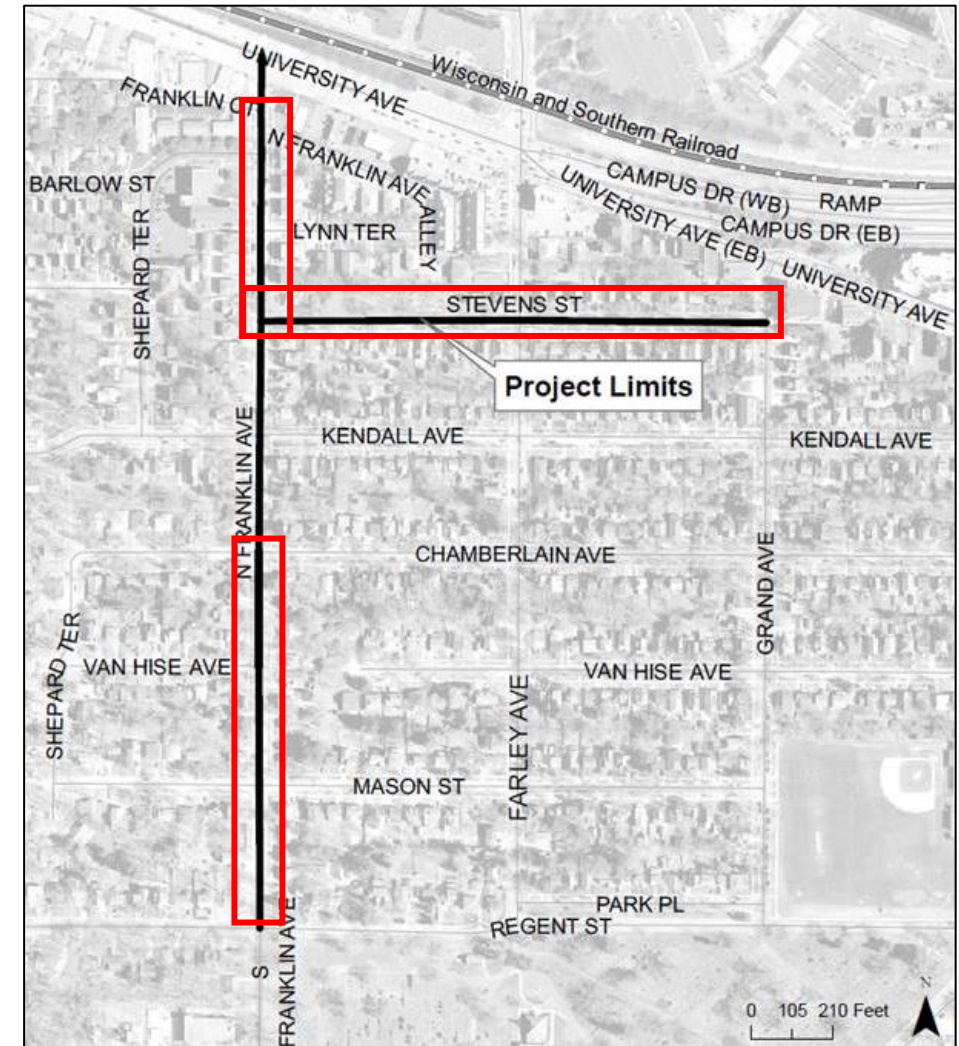 UNIVERSITY AVE
Wisconsin and Southern Railroad
FRANKLIN CT
N FRANKLIN AVE
ALLEY
BARLOW ST
SHEPARD TER
LYNN TER
CAMPUS DR (WB)
RAMP
CAMPUS DR (EB)
UNIVERSITY AVE (EB)
UNIVERSITY AVE
STEVENS ST
Project Limits
N FRANKLIN AVE
KENDALL AVE
KENDALL AVE
CHAMBERLAIN AVE
GRAND AVE
SHEPARD TER
VAN HISE AVE
VAN HISE AVE
FARLEY AVE
MASON ST
PARK PL
REGENT ST
S FRANKLIN AVE
N
0 105 210 Feet